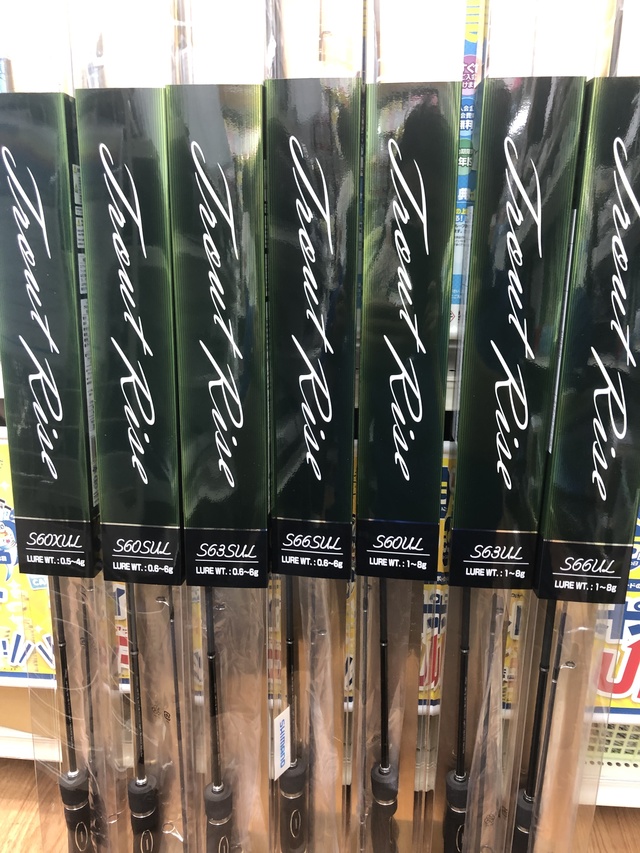 Trout Rise
S60XUL
LURE WT. : 0.5~4g
Trout Rise
S60SUL
LURE WT. : 0.6~6g
Trout Rise
S63SUL
LURE WT. : 0.6~6g
Trout Rise
S66SUL
LURE WT. : 0.6~6g
Trout Rise
S60UL
LURE WT. : 1~8g
Trout Rise
S63UL
LURE WT. : 1~8g
Trout Rise
S66UL
LURE WT. : 1~8g